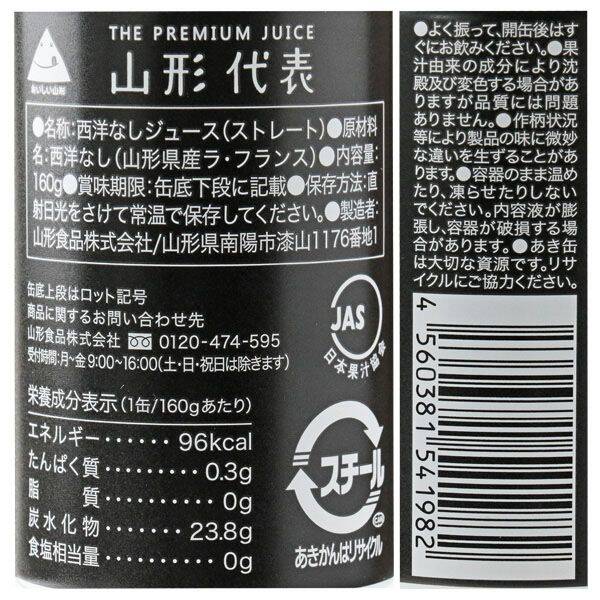 THE PREMIUM JUICE
おいしい山形
山形代表
●名称:西洋なしジュース(ストレート)●原材料
名:西洋なし(山形県産ラ・フランス)●内容量:
160g●賞味期限:缶底下段に記載●保存方法:直
射日光をさけて常温で保存してください。●製造者:
山形食品株式会社/山形県南陽市漆山1176番地1
缶底上段はロット記号
商品に関するお問い合わせ先
山形食品株式会社 0120-474-595
受付時間:月~金9:00~16:00(土・日・祝日は除きます)
JAS
日本果汁協会
栄養成分表示(1缶/160gあたり)
エネルギー・・・・・・・96kcal
たんぱく質・・・・・・・0.3g
脂 質・・・・・・・・・0g
炭水化物・・・・・・・23.8g
食塩相当量・・・・・・・0g
スチール
あきかんはリサイクル
●よく振って、開缶後はす
ぐにお飲みください。●果
汁由来の成分により沈
殿及び変色する場合があ
りますが品質には問題
ありません。●作柄状況
等により製品の味に微妙
な違いを生ずることがあ
ります。●容器のまま温め
たり、凍らせたりしない
でください。内容液が膨
張し、容器が破損する場
合があります。●あき缶
は大切な資源です。リサ
イクルにご協力ください。
4 560381 541982